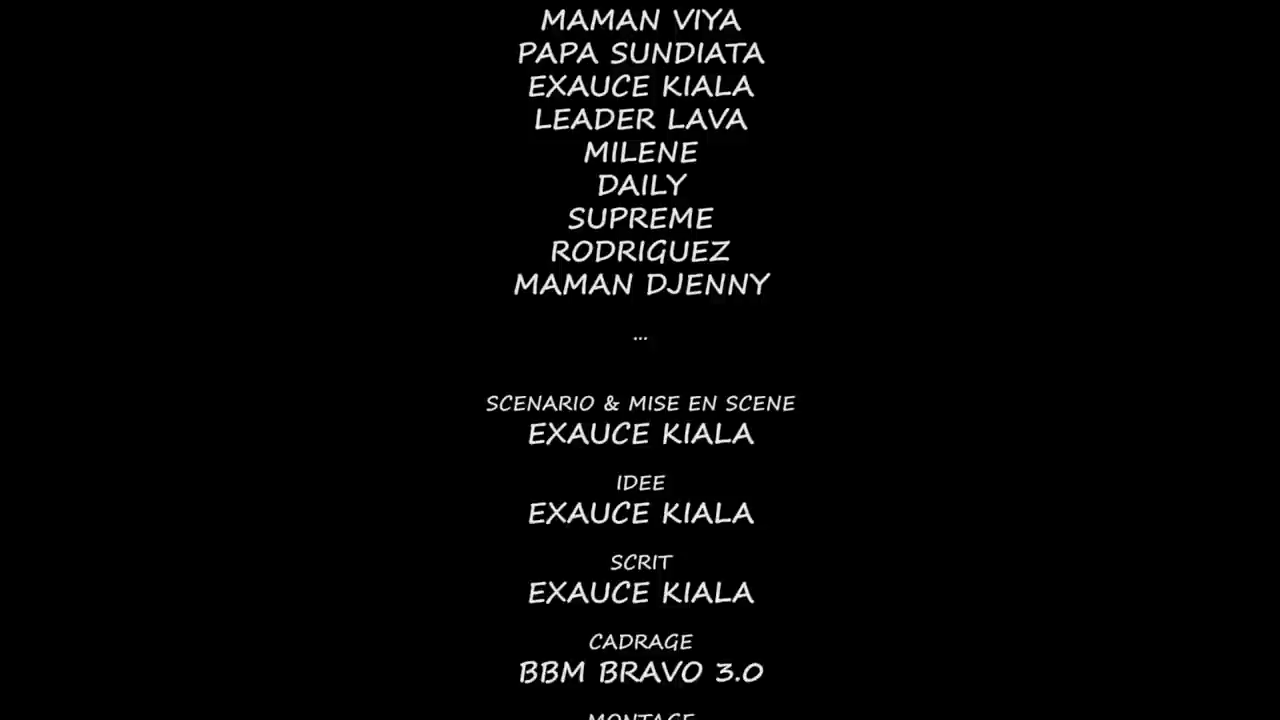 MAMAN VIYA
PAPA SUNDIATA
EXAUCE KIALA
LEADER LAVA
MILENE
DAILY
SUPREME
RODRIGUEZ
MAMAN DJENNY
...
SCENARIO & MISE EN SCENE
EXAUCE KIALA
IDEE
EXAUCE KIALA
SCRIT
EXAUCE KIALA
CADRAGE
BBM BRAVO 3.0
MONTAGE